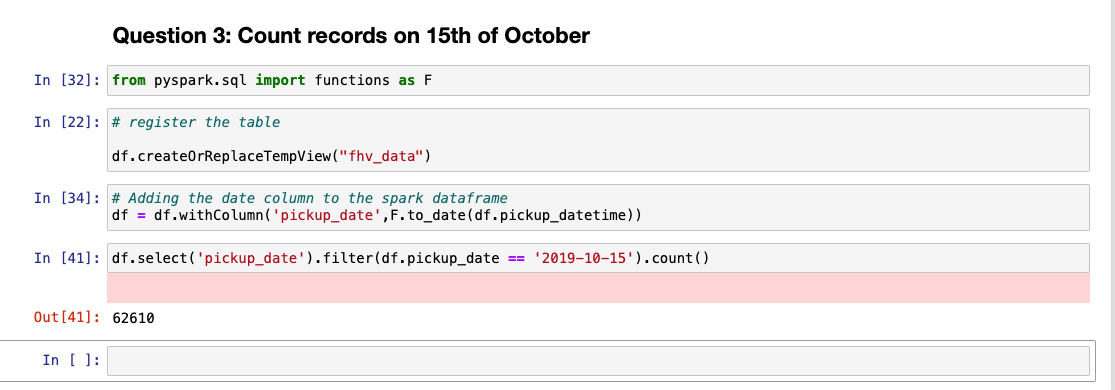 Question 3: Count records on 15th of October
In [32]: from pyspark.sql import functions as F
In [22]: # register the table
df.createOrReplaceTempView("fhv_data")
In [34]: # Adding the date column to the spark dataframe
df = df.withColumn('pickup_date',F.to_date(df.pickup_datetime))
In [41]: df.select('pickup_date').filter(df.pickup_date == '2019-10-15').count()
Out[41]: 62610
In [ ]: